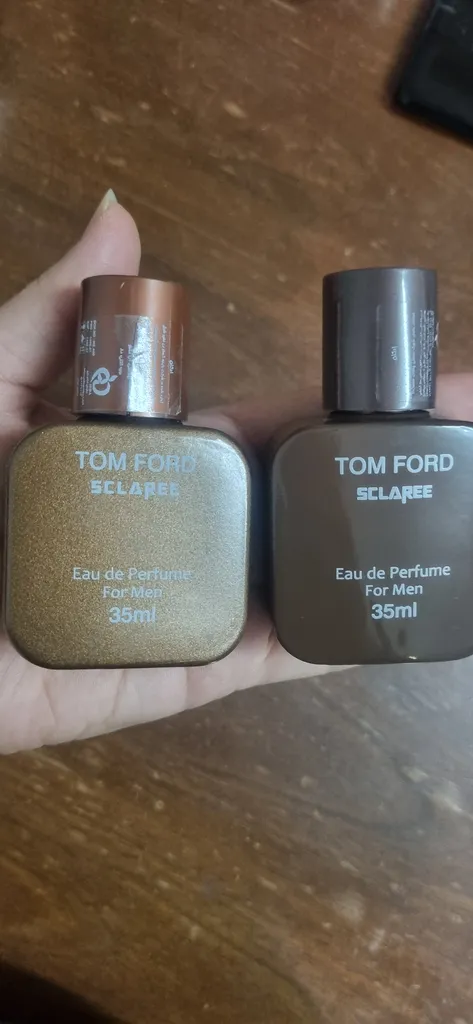 TOM FORD
SCLAREE
Eau de Perfume
For Men
35ml
TOM FORD
SCLAREE
Eau de Perfume
For Men
35ml